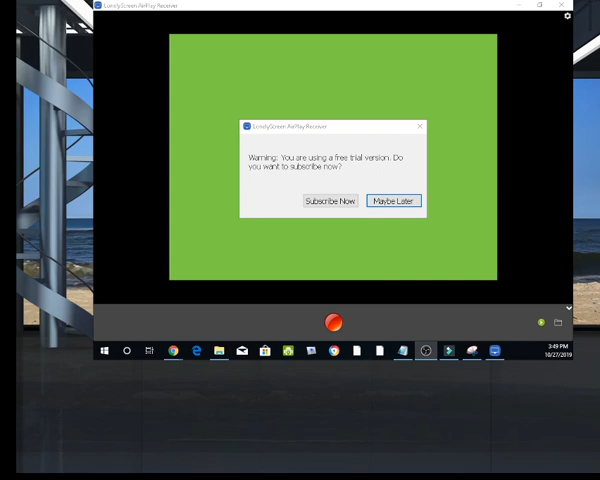 LonelyScreen AirPlay Receiver
LonelyScreen AirPlay Receiver
Warning: You are using a free trial version. Do
you want to subscribe now?
Subscribe Now
Maybe Later
3:49 PM
10/27/2019